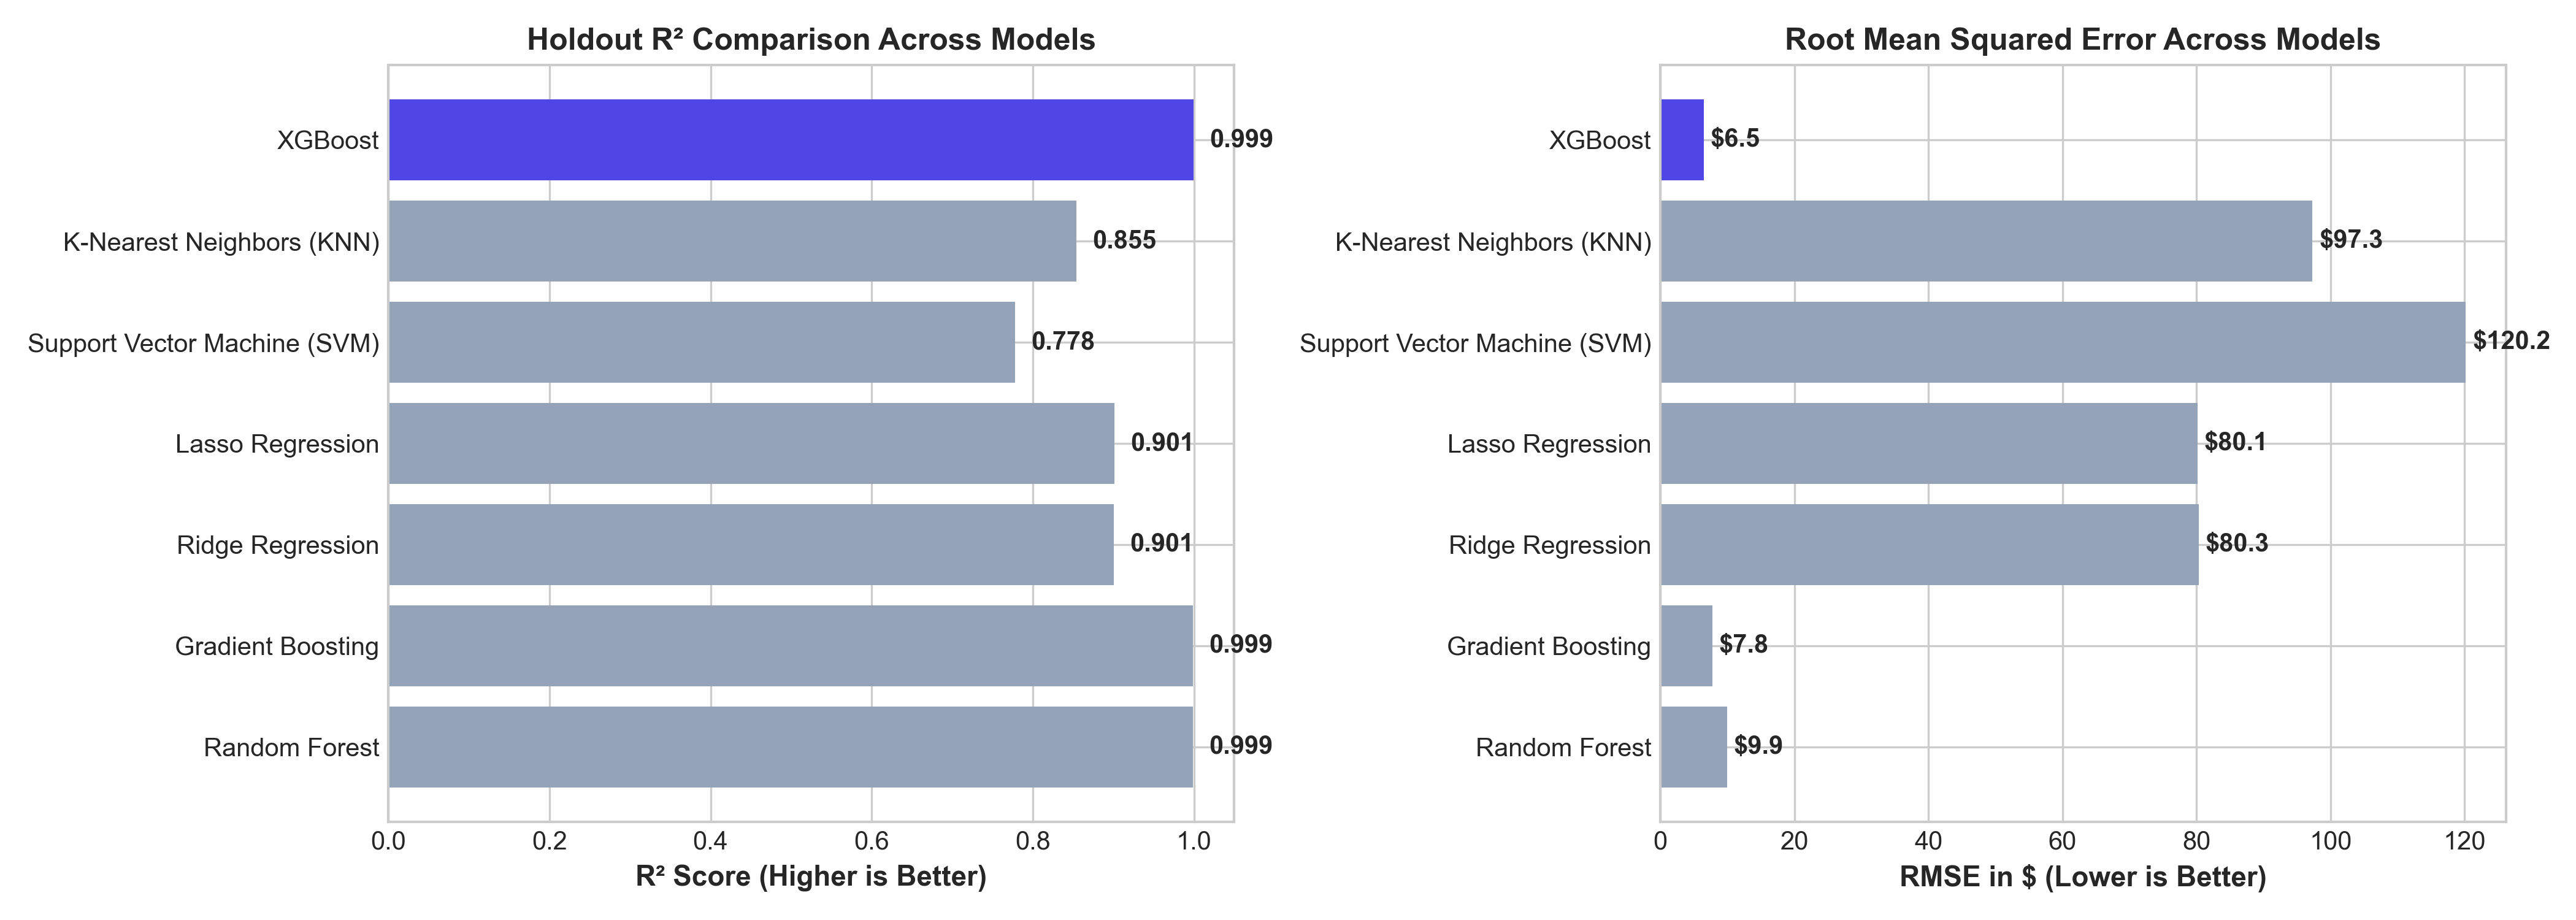 Holdout R² Comparison Across Models
XGBoost
0.999
K-Nearest Neighbors (KNN)
0.855
Support Vector Machine (SVM)
0.778
Lasso Regression
0.901
Ridge Regression
0.901
Gradient Boosting
0.999
Random Forest
0.999
0.0 0.2 0.4 0.6 0.8 1.0
R² Score (Higher is Better)
Root Mean Squared Error Across Models
XGBoost
$6.5
K-Nearest Neighbors (KNN)
$97.3
Support Vector Machine (SVM)
$120.2
Lasso Regression
$80.1
Ridge Regression
$80.3
Gradient Boosting
$7.8
Random Forest
$9.9
0 20 40 60 80 100 120
RMSE in $ (Lower is Better)